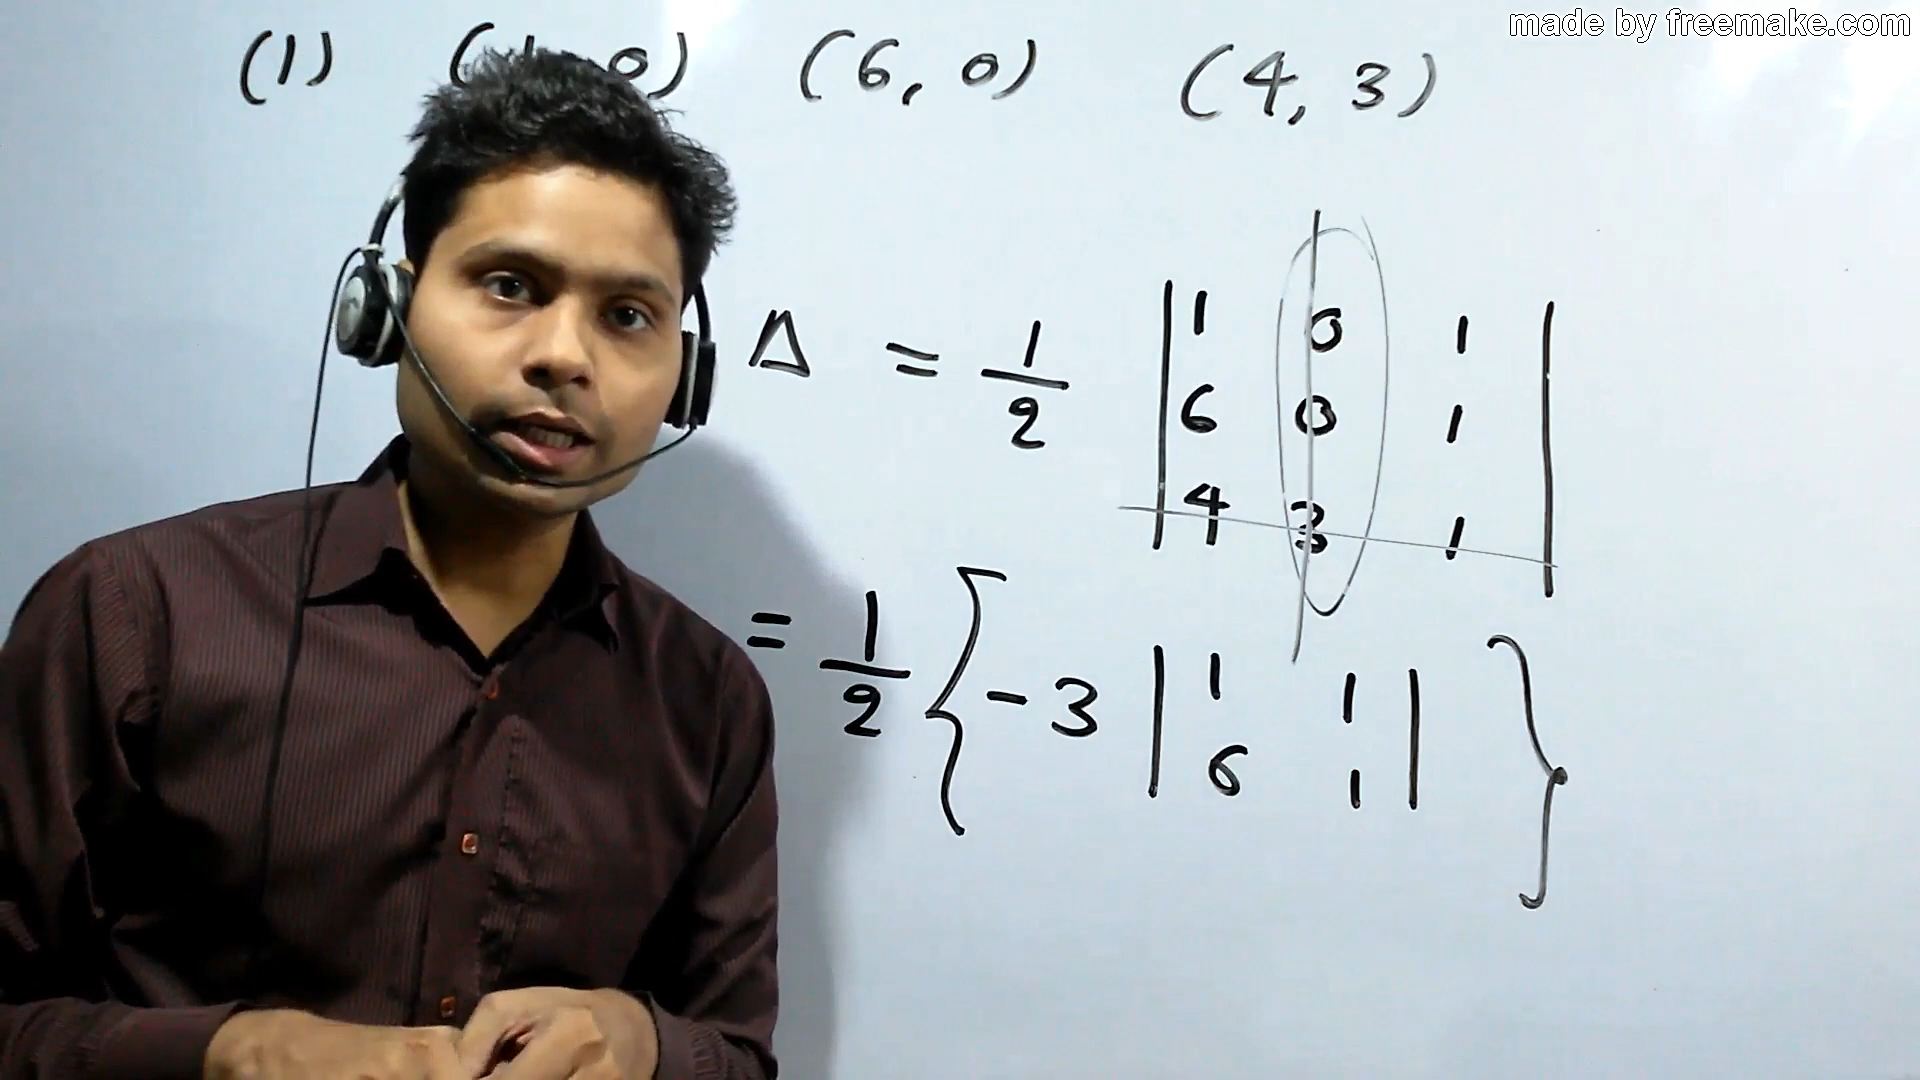 made by freemake.com
(1) ( , 0) (6, 0) (4, 3)
Δ = 1/2 | 1 0 1 |
| 6 0 1 |
| 4 3 1 |
= 1/2 { - 3 | 1 1 | }
| 6 1 |